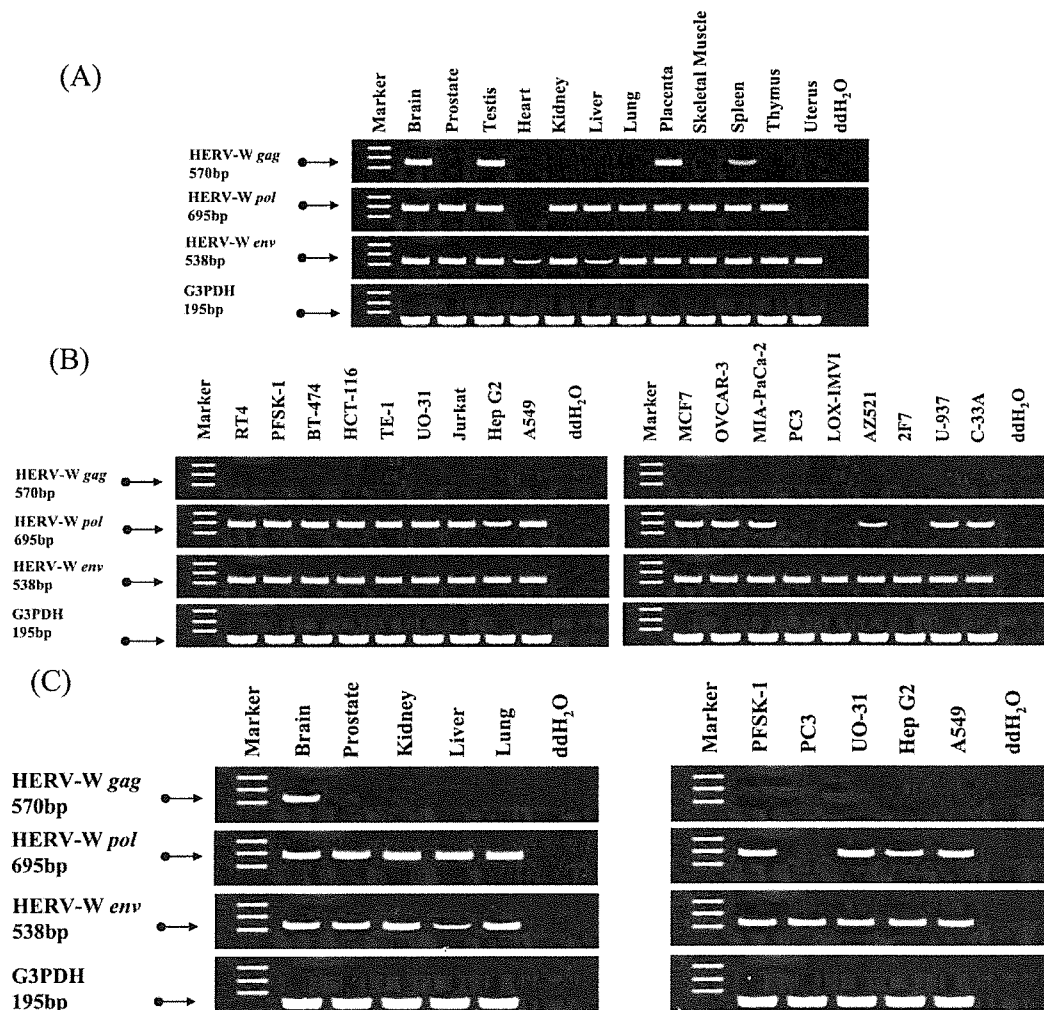 (A)
Marker
Brain
Prostate
Testis
Heart
Kidney
Liver
Lung
Placenta
Skeletal Muscle
Spleen
Thymus
Uterus
ddH₂O
HERV-W gag
570bp
HERV-W pol
695bp
HERV-W env
538bp
G3PDH
195bp
(B)
Marker
RT4
PFSK-1
BT-474
HCT-116
TE-1
UO-31
Jurkat
Hep G2
A549
ddH₂O
Marker
MCF7
OVCAR-3
MIA-PaCa-2
PC3
LOX-IMVI
AZ521
2F7
U-937
C-33A
ddH₂O
HERV-W gag
570bp
HERV-W pol
695bp
HERV-W env
538bp
G3PDH
195bp
(C)
Marker
Brain
Prostate
Kidney
Liver
Lung
ddH₂O
Marker
PFSK-1
PC3
UO-31
Hep G2
A549
ddH₂O
HERV-W gag
570bp
HERV-W pol
695bp
HERV-W env
538bp
G3PDH
195bp